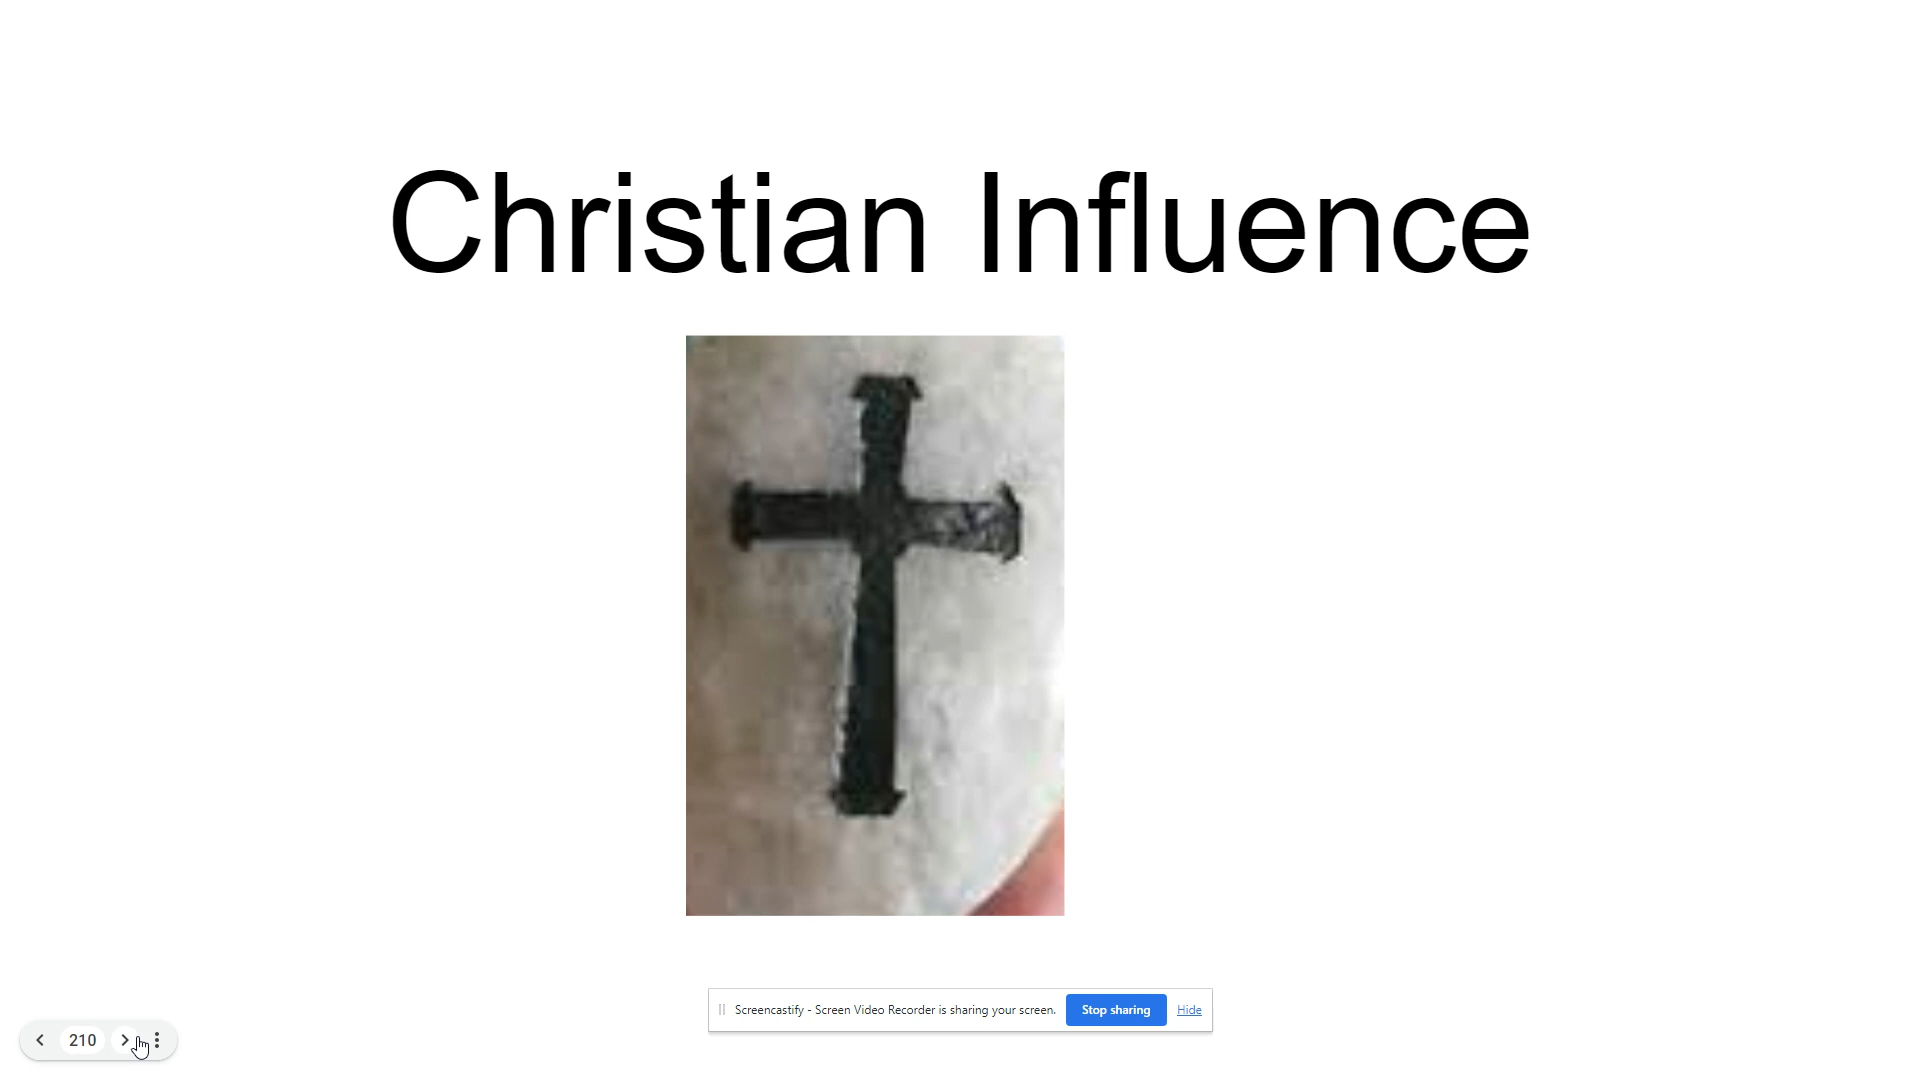 Christian Influence
Screencastify - Screen Video Recorder is sharing your screen. Stop sharing Hide
210